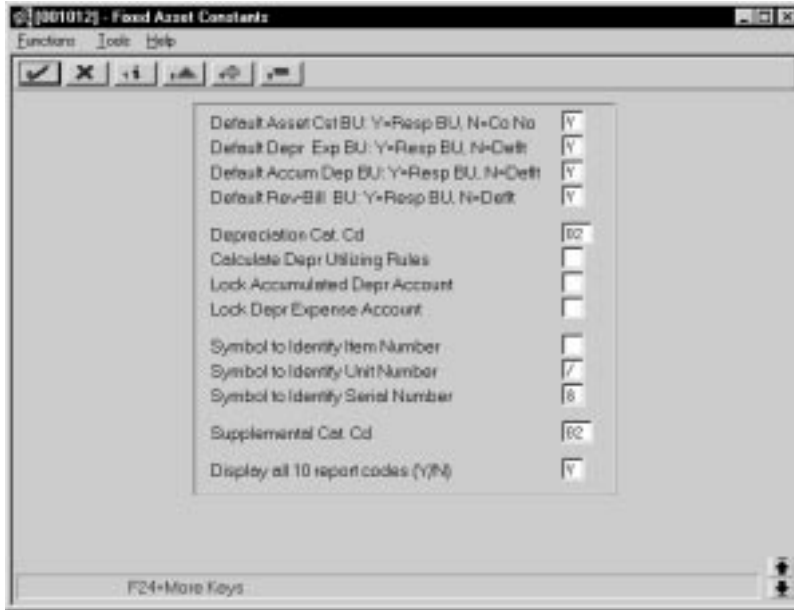 [001012] - Fixed Asset Constants
Functions Tools Help
Default Asset Cst BU: Y=Resp BU, N=Co No Y
Default Depr Exp BU: Y=Resp BU, N=Deflt Y
Default Accum Dep BU: Y=Resp BU, N=Deflt Y
Default Rev-Bill BU: Y=Resp BU, N=Deflt Y
Depreciation Cat. Cd 02
Calculate Depr Utilizing Rules
Lock Accumulated Depr Account
Lock Depr Expense Account
Symbol to Identify Item Number
Symbol to Identify Unit Number /
Symbol to Identify Serial Number
Supplemental Cat. Cd 02
Display all 10 report codes (Y/N) Y
F24=More Keys